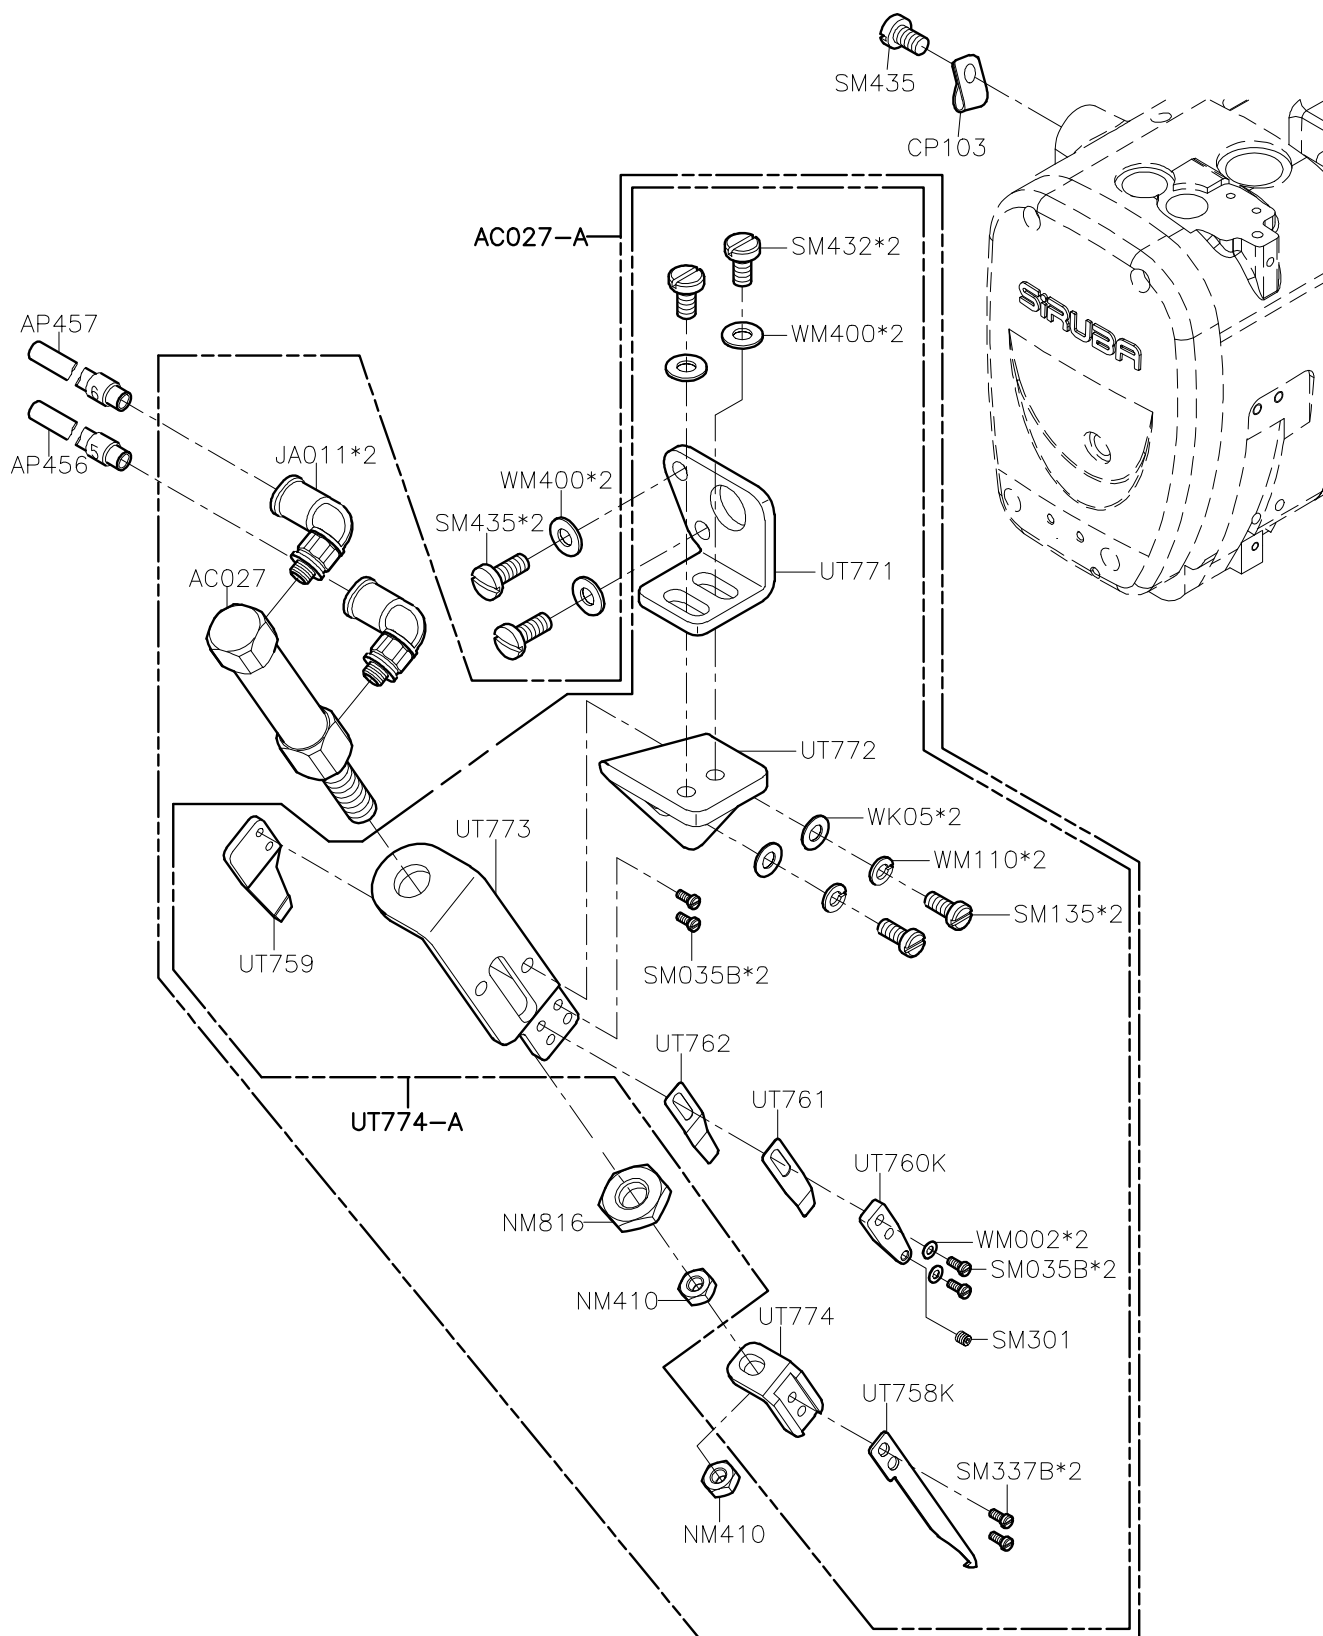 SM435
CP103
AC027-A
SM432*2
SiRUBA
AP457
WM400*2
JA011*2
AP456
WM400*2
SM435*2
AC027
UT771
UT772
WK05*2
UT773
WM110*2
SM135*2
UT759
SM035B*2
UT762
UT761
UT774-A
UT760K
NM816
WM002*2
SM035B*2
NM410
UT774
SM301
UT758K
SM337B*2
NM410